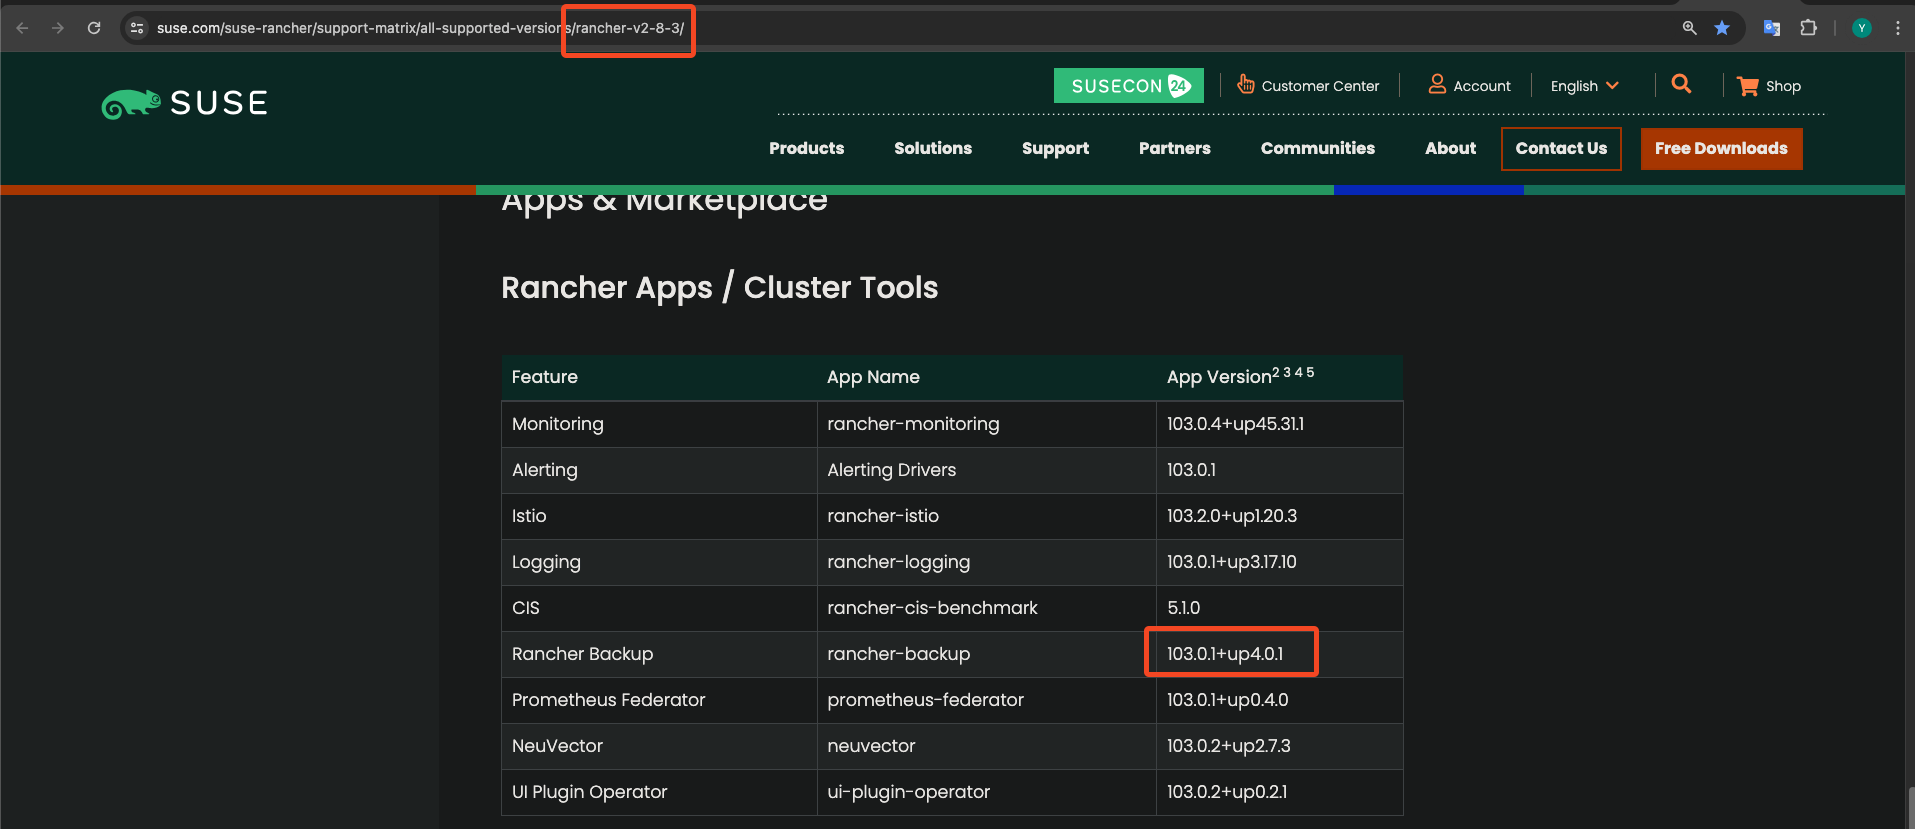 suse.com/suse-rancher/support-matrix/all-supported-versions/rancher-v2-8-3/
Y
SUSE
SUSECON 24
Customer Center
Account
English
Shop
Products
Solutions
Support
Partners
Communities
About
Contact Us
Free Downloads
Apps & Marketplace
Rancher Apps / Cluster Tools
Feature App Name App Version2 3 4 5
Monitoring rancher-monitoring 103.0.4+up45.31.1
Alerting Alerting Drivers 103.0.1
Istio rancher-istio 103.2.0+up1.20.3
Logging rancher-logging 103.0.1+up3.17.10
CIS rancher-cis-benchmark 5.1.0
Rancher Backup rancher-backup 103.0.1+up4.0.1
Prometheus Federator prometheus-federator 103.0.1+up0.4.0
NeuVector neuvector 103.0.2+up2.7.3
UI Plugin Operator ui-plugin-operator 103.0.2+up0.2.1